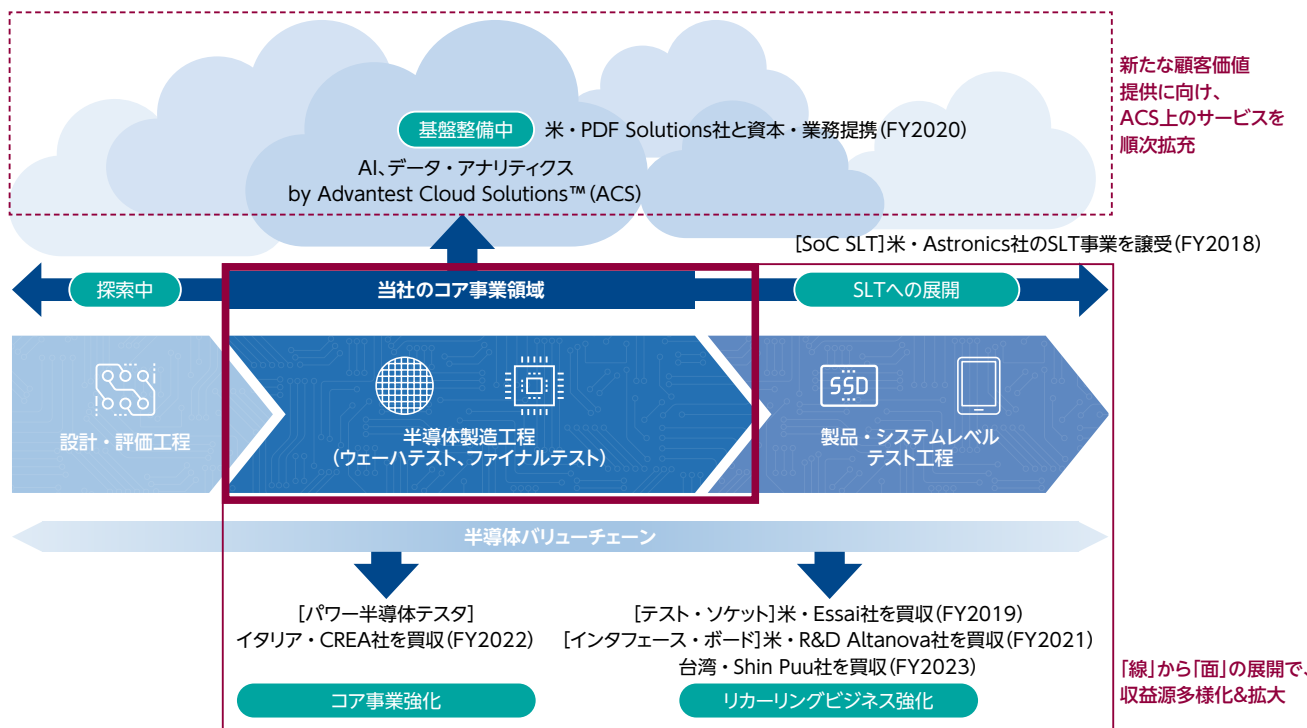 新たな顧客価値
提供に向け、
ACS上のサービスを
順次拡充
基盤整備中 米・PDF Solutions社と資本・業務提携(FY2020)
AI、データ・アナリティクス
by Advantest Cloud Solutions™(ACS)
[SoC SLT]米・Astronics社のSLT事業を譲受(FY2018)
探索中
当社のコア事業領域
SLTへの展開
設計・評価工程
半導体製造工程
(ウェーハテスト、ファイナルテスト)
SSD
製品・システムレベル
テスト工程
半導体バリューチェーン
[パワー半導体テスタ]
イタリア・CREA社を買収(FY2022)
コア事業強化
[テスト・ソケット]米・Essai社を買収(FY2019)
[インタフェース・ボード]米・R&D Altanova社を買収(FY2021)
台湾・Shin Puu社を買収(FY2023)
リカーリングビジネス強化
「線」から「面」の展開で、
収益源多様化&拡大